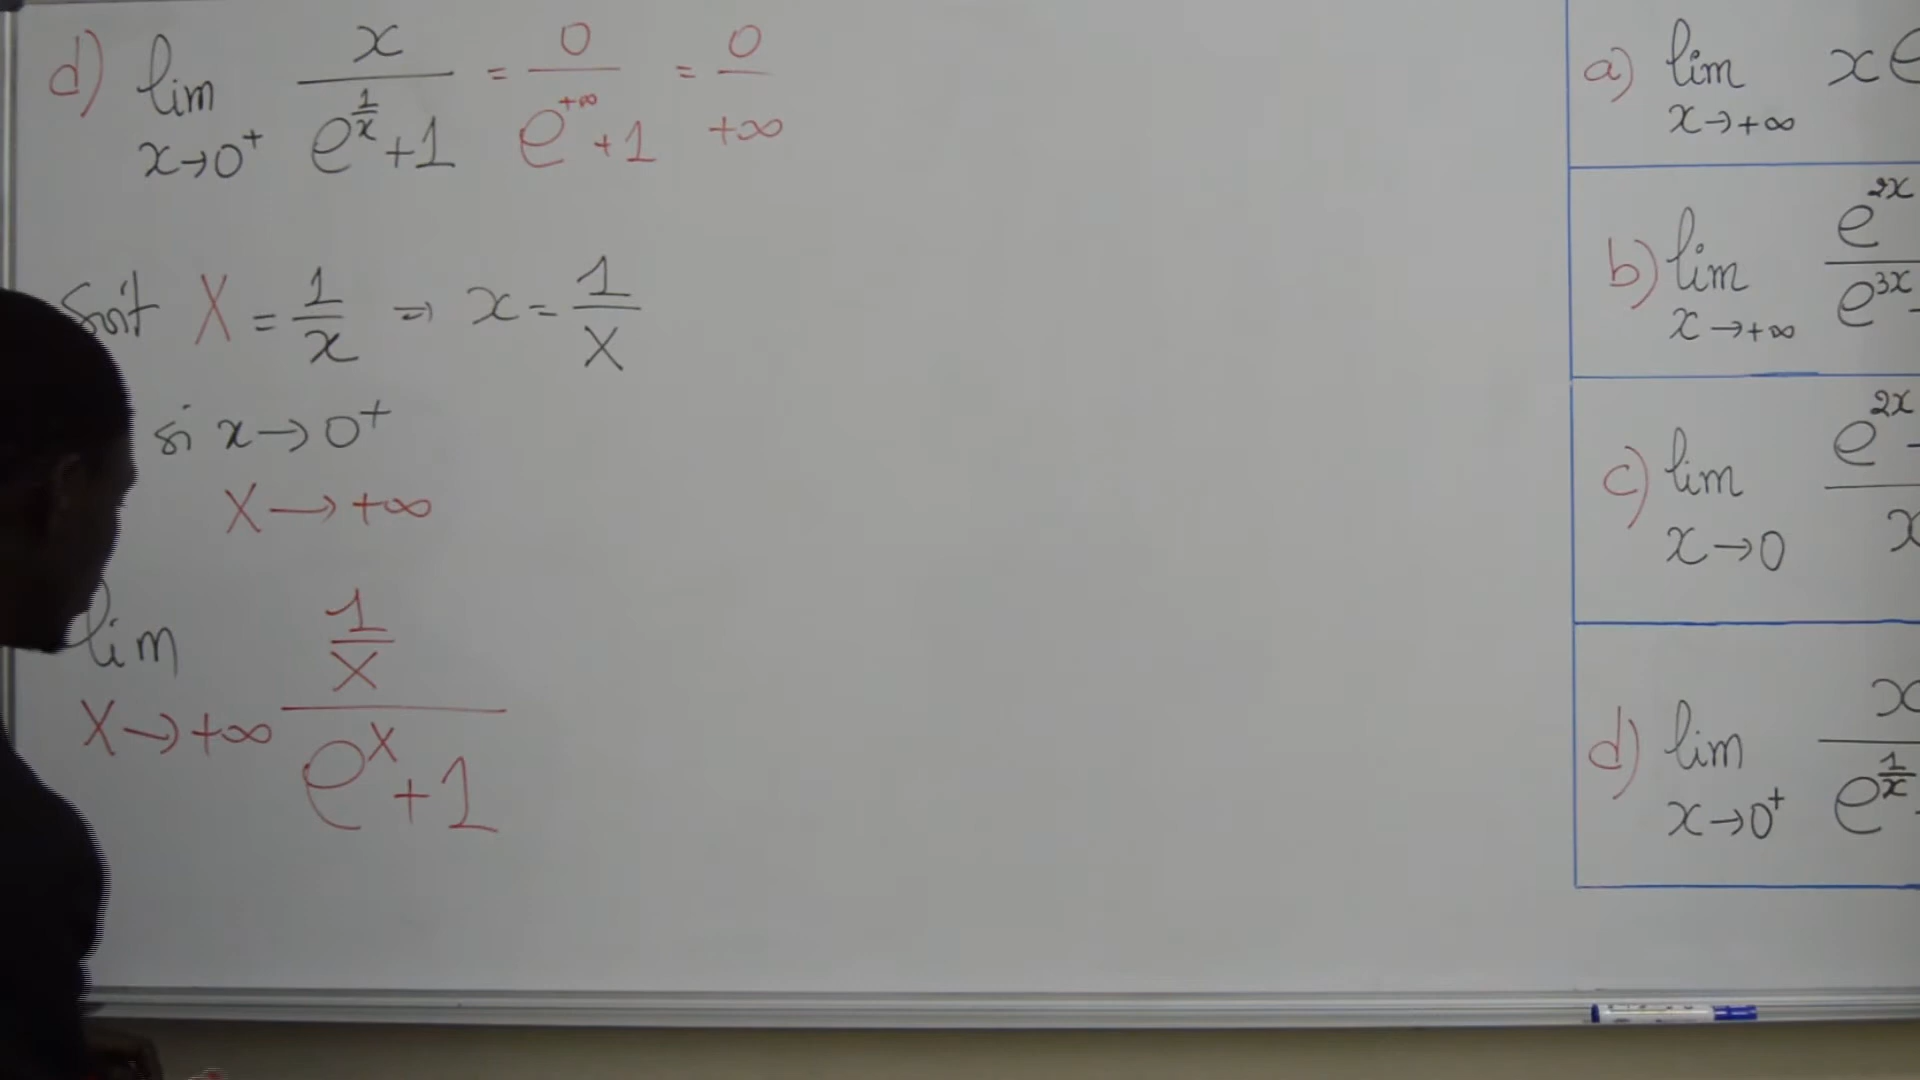 d) lim x→0⁺ x / (e^(1/x) + 1) = 0 / (e^(+∞) + 1) = 0 / +∞
Soit X = 1/x ⇒ x = 1/X
si x → 0⁺
X → +∞
lim X→+∞ (1/X) / (e^X + 1)
a) lim x→+∞ x e
b) lim x→+∞ e^(2x) / e^(3x) -
c) lim x→0 e^(2x) - / x
d) lim x→0⁺ x / e^(1/x)